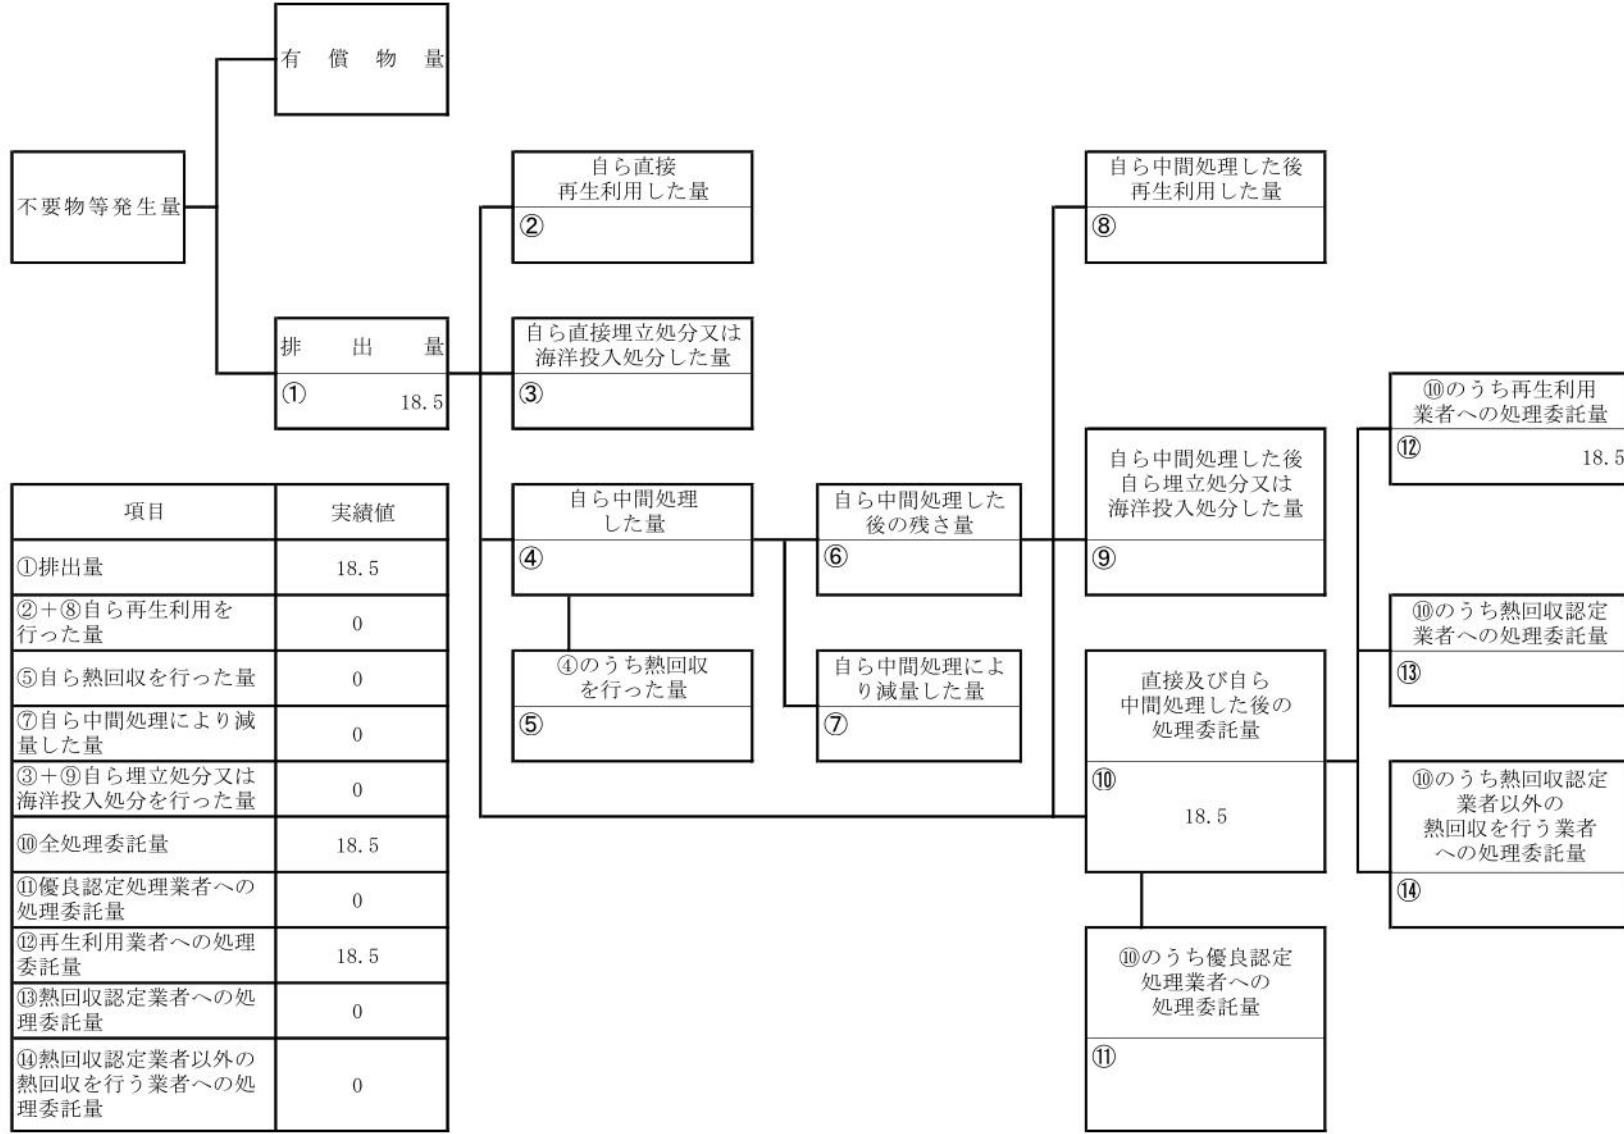 有償物量
不要物等発生量
排出量
①
18.5
自ら直接
再生利用した量
②
自ら直接埋立処分又は
海洋投入処分した量
③
自ら中間処理
した量
④
④のうち熱回収
を行った量
⑤
自ら中間処理した
後の残さ量
⑥
自ら中間処理によ
り減量した量
⑦
自ら中間処理した後
再生利用した量
⑧
自ら中間処理した後
自ら埋立処分又は
海洋投入処分した量
⑨
直接及び自ら
中間処理した後の
処理委託量
⑩
18.5
⑩のうち優良認定
処理業者への
処理委託量
⑪
⑩のうち再生利用
業者への処理委託量
⑫
18.5
⑩のうち熱回収認定
業者への処理委託量
⑬
⑩のうち熱回収認定
業者以外の
熱回収を行う業者
への処理委託量
⑭
項目 実績値
①排出量 18.5
②+⑧自ら再生利用を
行った量 0
⑤自ら熱回収を行った量 0
⑦自ら中間処理により減
量した量 0
③+⑨自ら埋立処分又は
海洋投入処分を行った量 0
⑩全処理委託量 18.5
⑪優良認定処理業者への
処理委託量 0
⑫再生利用業者への処理
委託量 18.5
⑬熱回収認定業者への処
理委託量 0
⑭熱回収認定業者以外の
熱回収を行う業者への処
理委託量 0